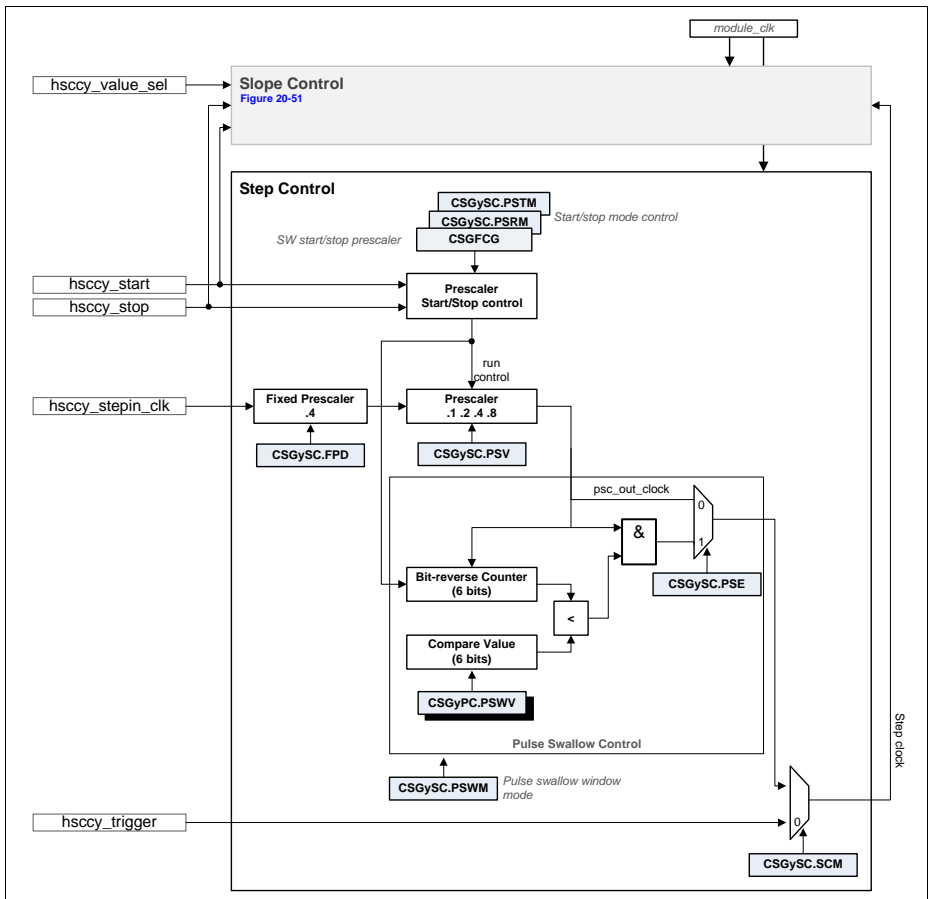 module_clk
hsccy_value_sel
Slope Control
Figure 20-51
Step Control
CSGySC.PSTM
CSGySC.PSRM
CSGFCG
Start/stop mode control
SW start/stop prescaler
hsccy_start
hsccy_stop
Prescaler
Start/Stop control
run
control
hsccy_stepin_clk
Fixed Prescaler
.4
Prescaler
.1 .2 .4 .8
CSGySC.FPD
CSGySC.PSV
psc_out_clock
0
1
&
CSGySC.PSE
Bit-reverse Counter
(6 bits)
<
Compare Value
(6 bits)
CSGyPC.PSWV
Pulse Swallow Control
CSGySC.PSWM
Pulse swallow window
mode
Step clock
hsccy_trigger
0
CSGySC.SCM